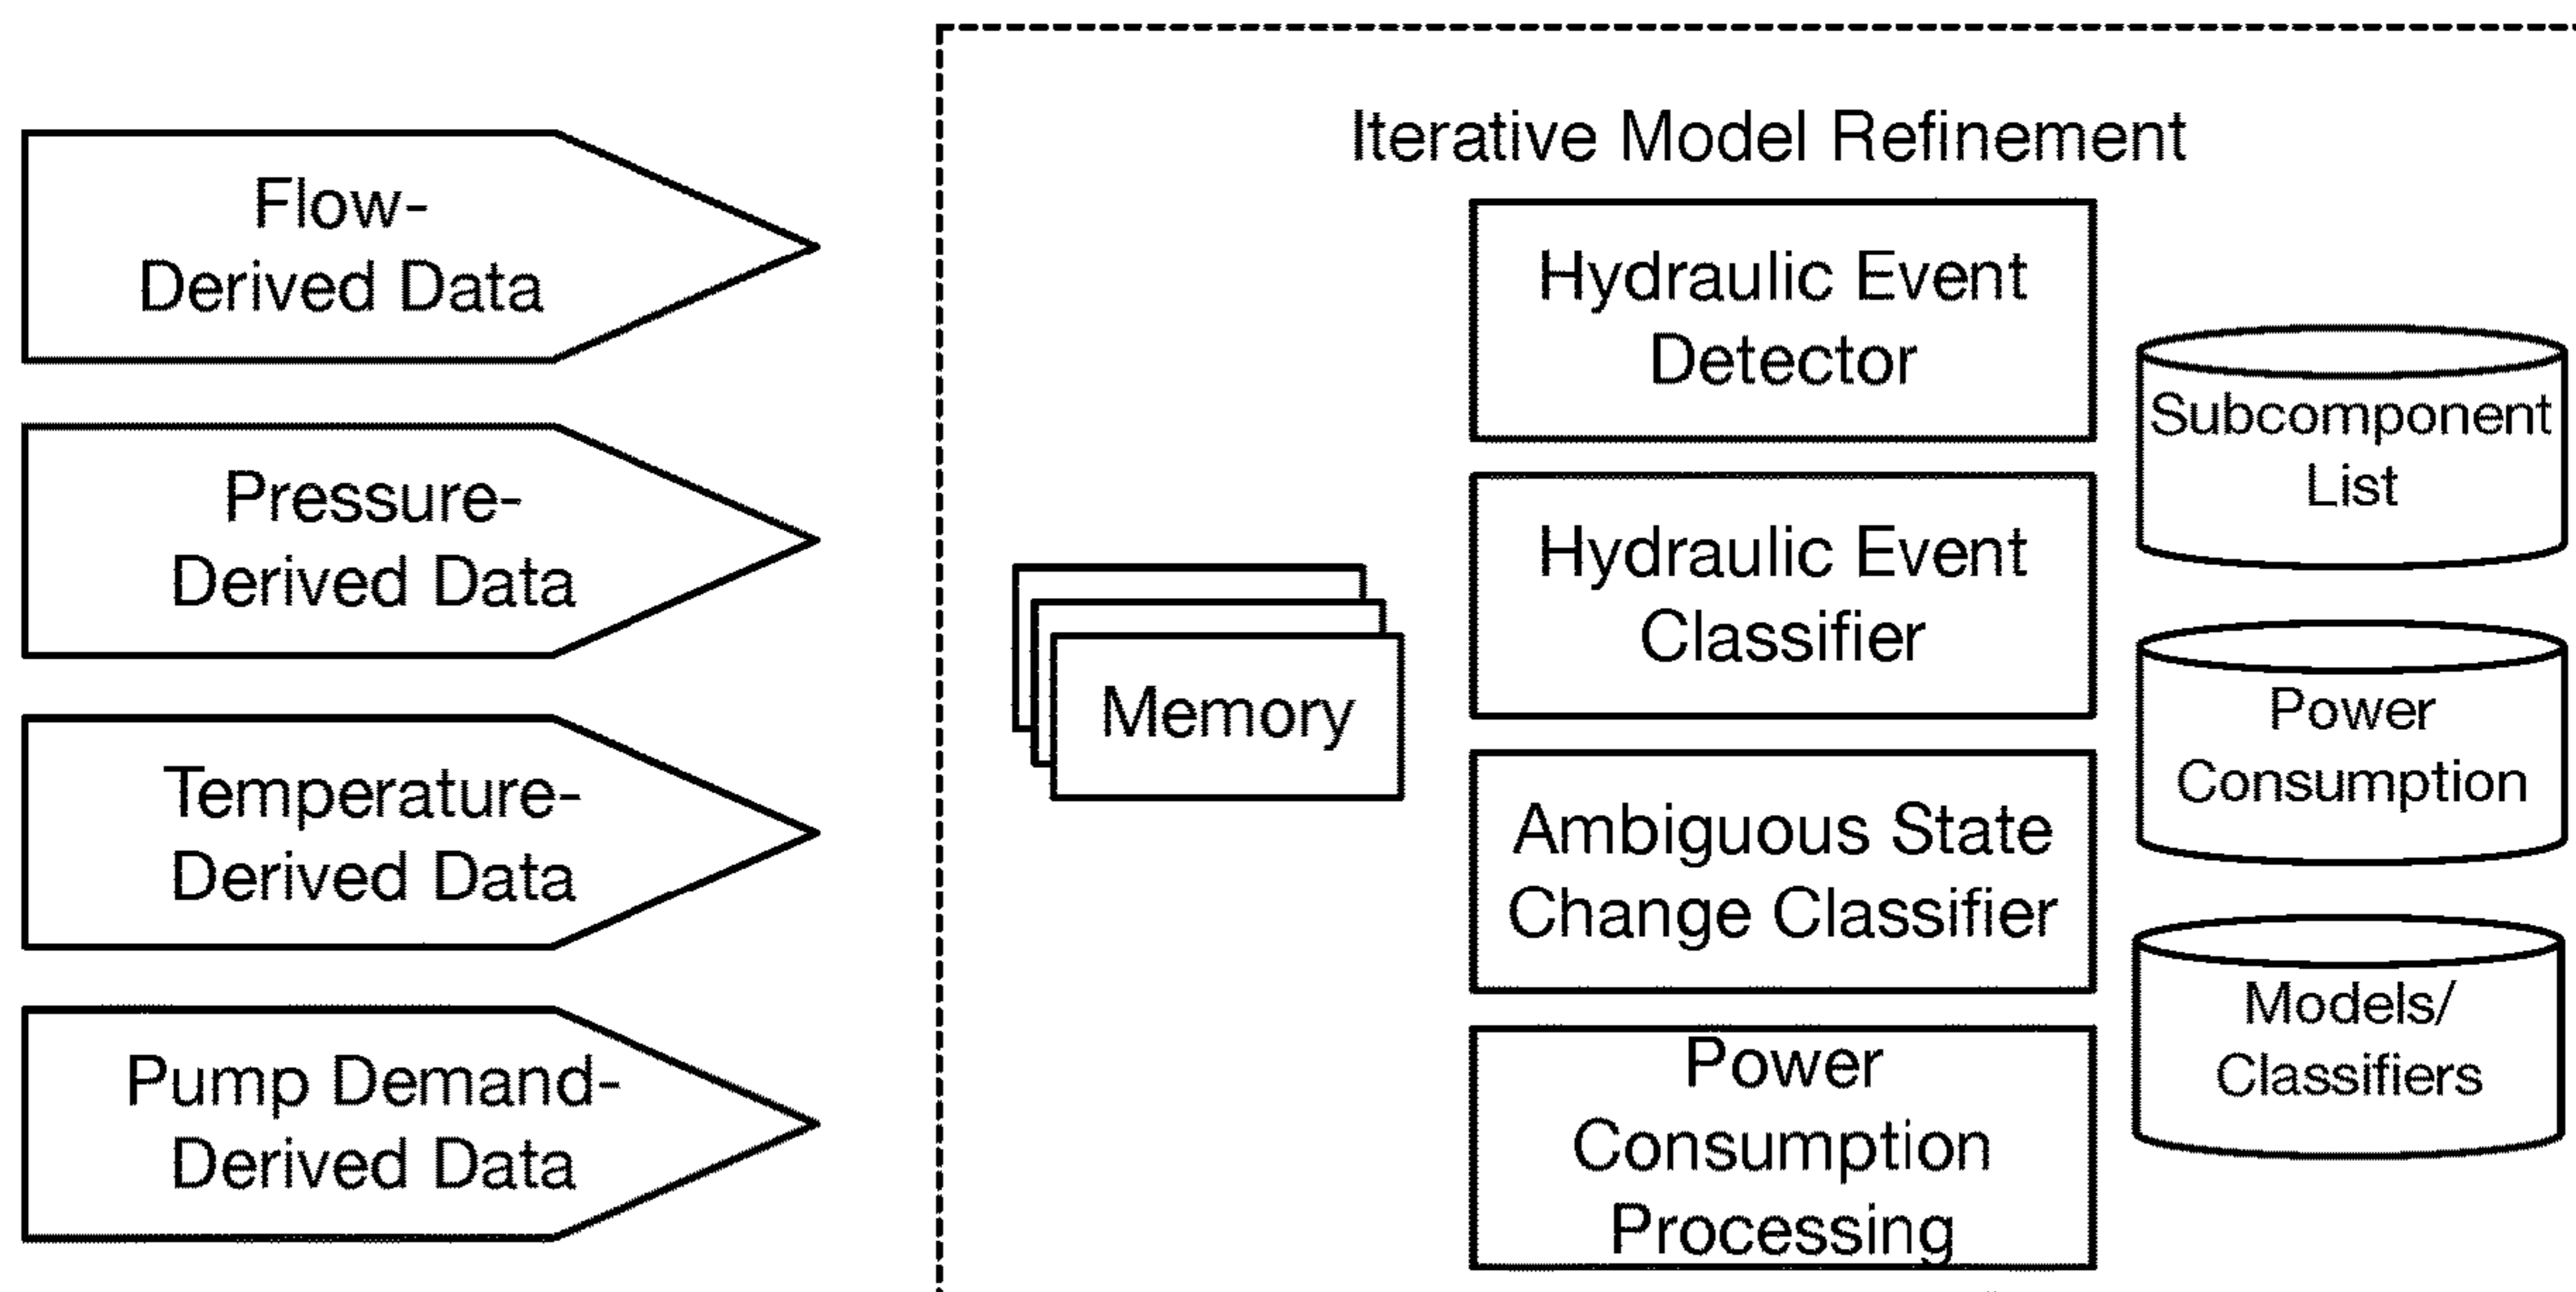 Flow-
Derived Data
Pressure-
Derived Data
Temperature-
Derived Data
Pump Demand-
Derived Data
Iterative Model Refinement
Memory
Hydraulic Event
Detector
Hydraulic Event
Classifier
Ambiguous State
Change Classifier
Power
Consumption
Processing
Subcomponent
List
Power
Consumption
Models/
Classifiers